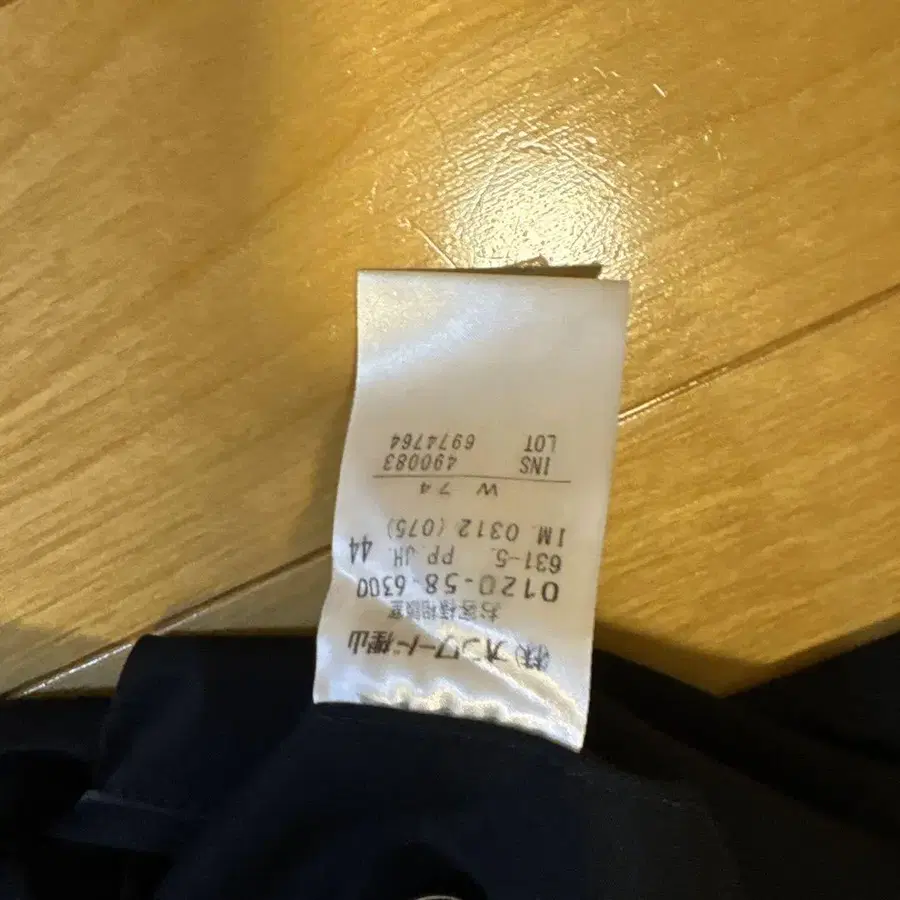 (株)オンワード樫山
お客様相談室
0120-58-6300
631-5. PP. JH. 44
IM. 0312 (075)
W 74
INS 490083
LOT 6974764